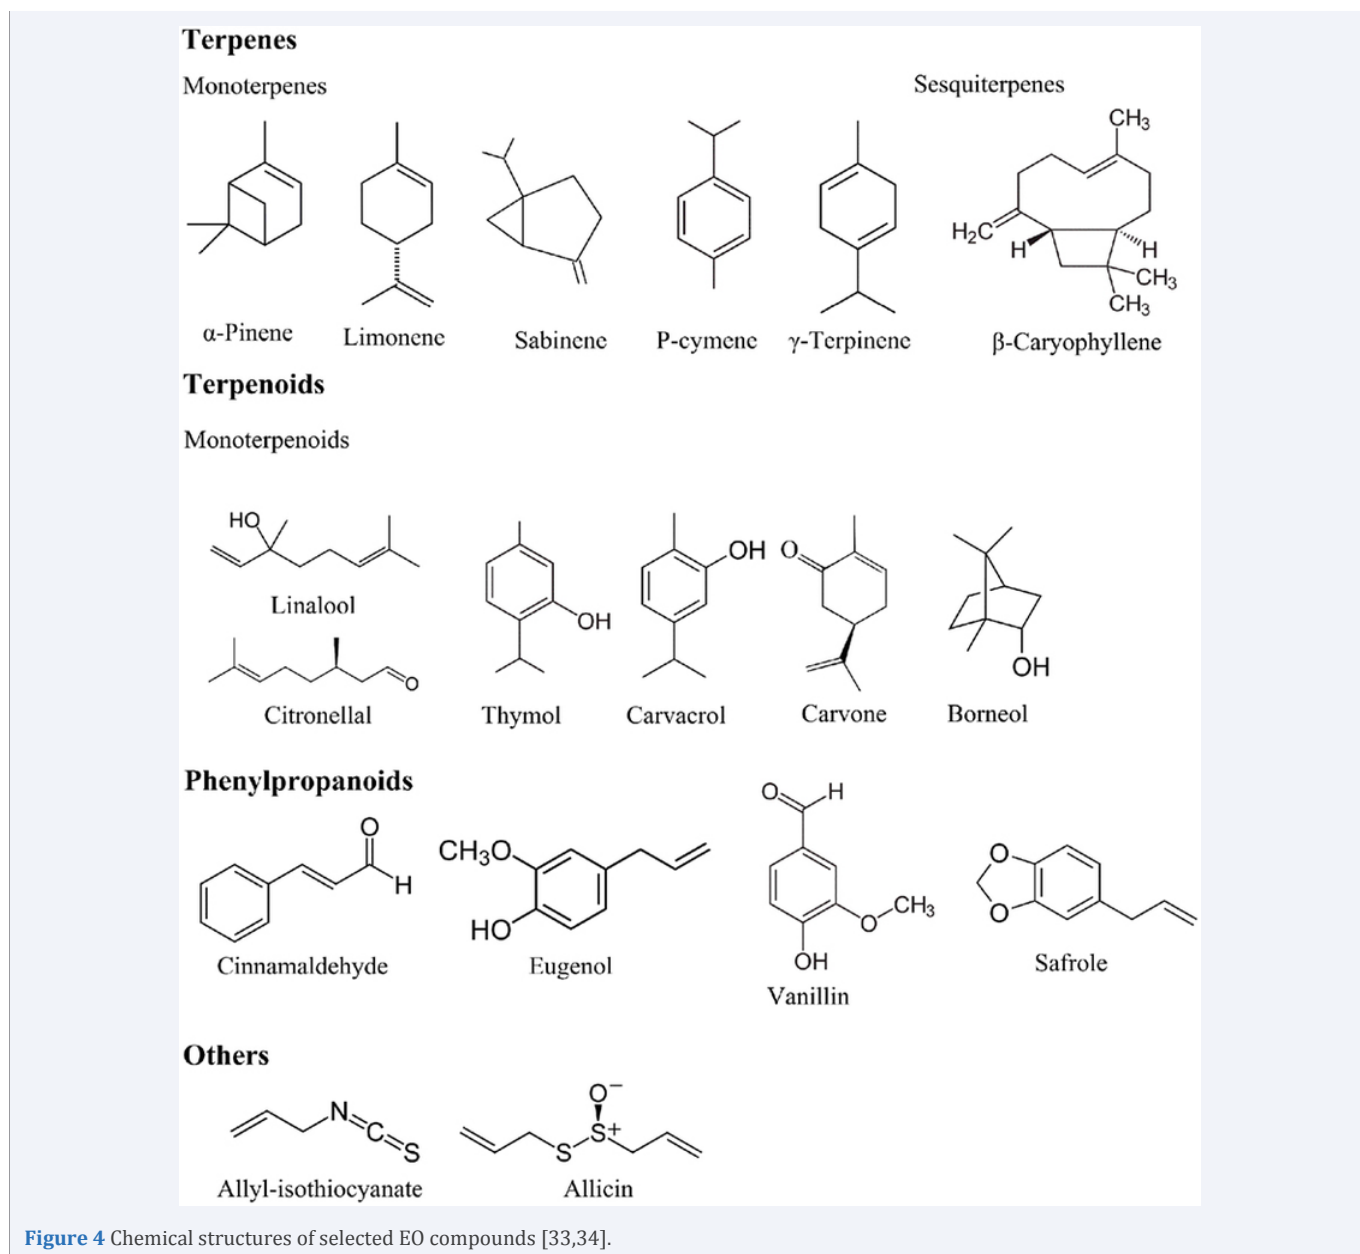 Terpenes
Monoterpenes
Sesquiterpenes
CH₃
H₂C
H
H
CH₃
CH₃
α-Pinene
Limonene
Sabinene
P-cymene
γ-Terpinene
β-Caryophyllene
Terpenoids
Monoterpenoids
HO
Linalool
O
Citronellal
OH
Thymol
OH
Carvacrol
O
Carvone
OH
Borneol
Phenylpropanoids
O
H
Cinnamaldehyde
CH₃O
HO
Eugenol
O
H
O
CH₃
OH
Vanillin
O
O
Safrole
Others
N
C
S
Allyl-isothiocyanate
O⁻
S
S+
Allicin
Figure 4 Chemical structures of selected EO compounds [33,34].